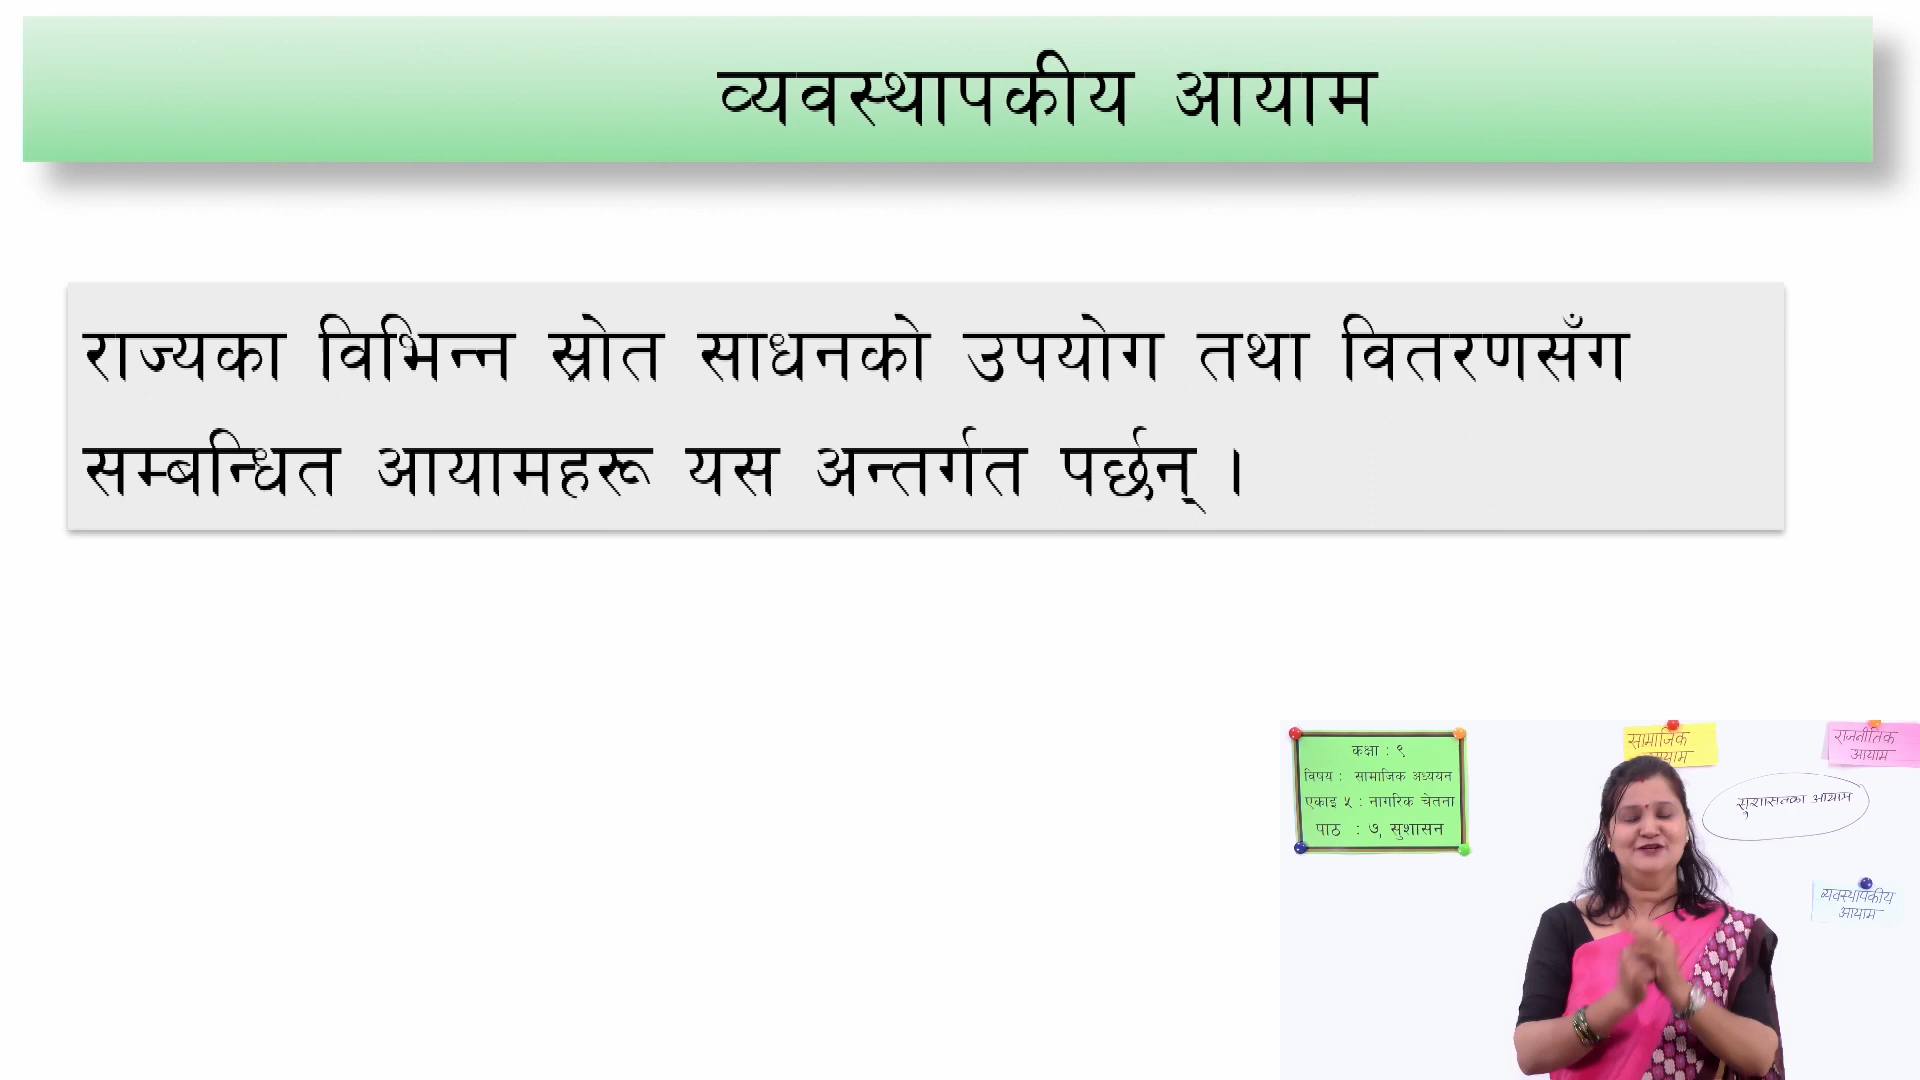 व्यवस्थापकीय आयाम
राज्यका विभिन्न स्रोत साधनको उपयोग तथा वितरणसँग
सम्बन्धित आयामहरू यस अन्तर्गत पर्छन् ।
कक्षा : ९
विषय : सामाजिक अध्ययन
एकाइ ५ : नागरिक चेतना
पाठ : ७, सुशासन
सामाजिक
आयाम
राजनीतिक
आयाम
सुशासनका आयाम
व्यवस्थापकीय
आयाम